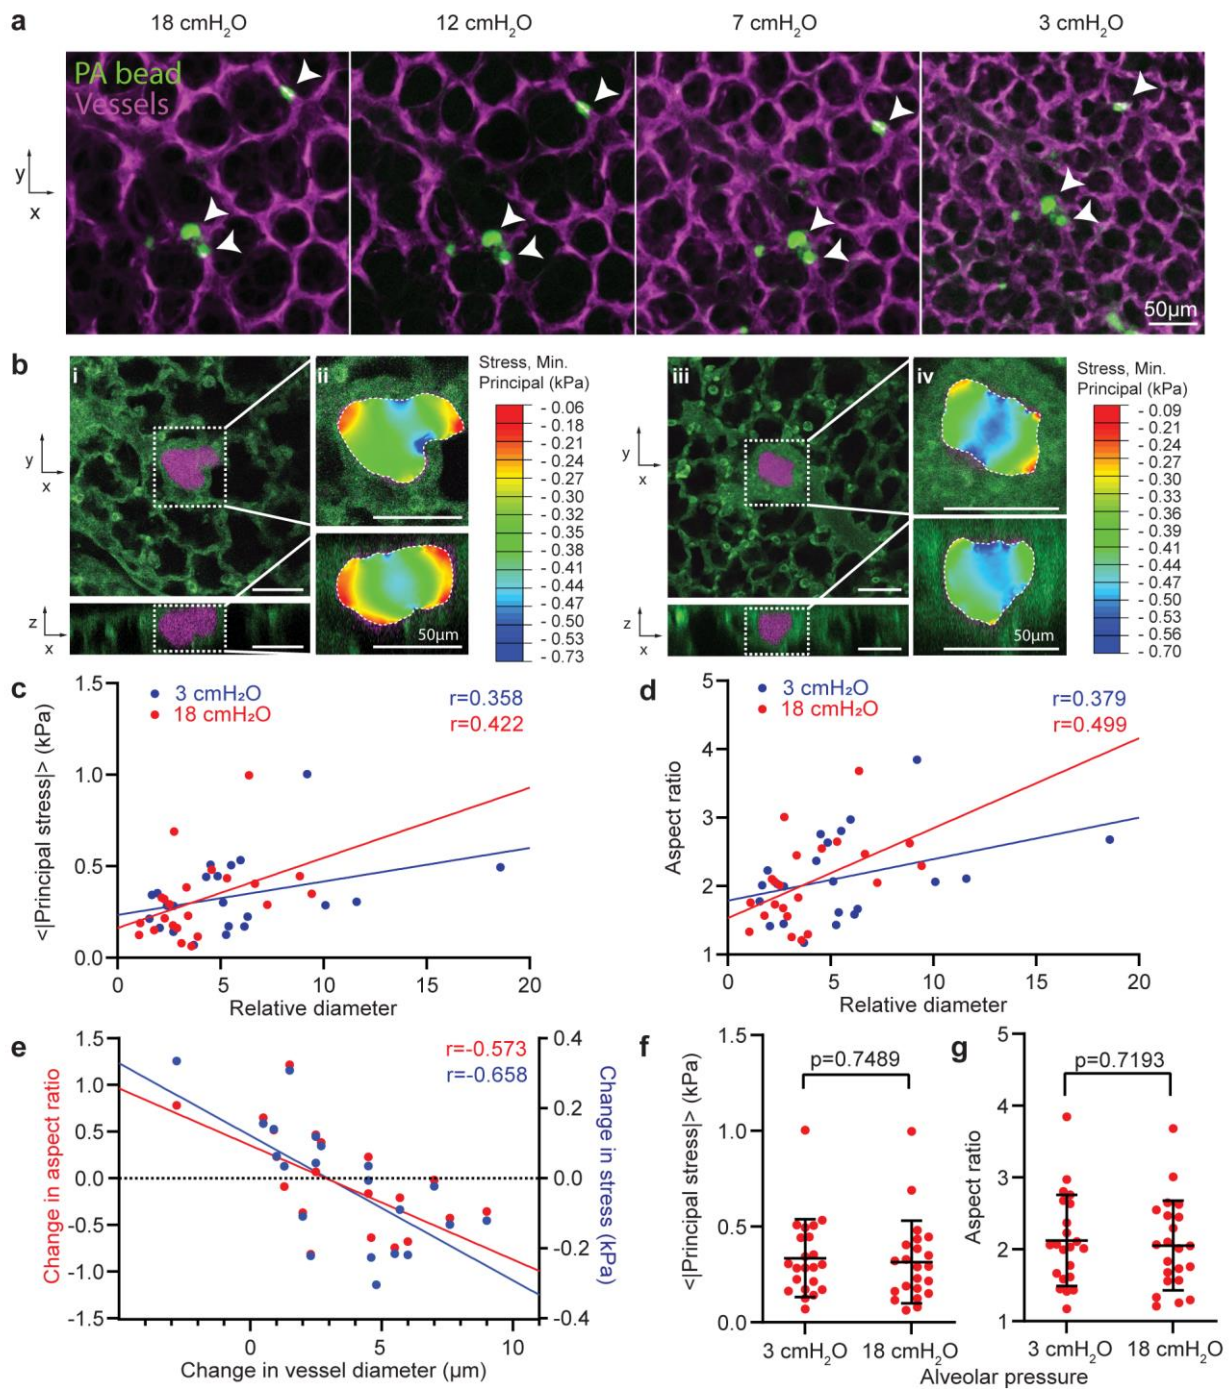 a
18 cmH₂O
12 cmH₂O
7 cmH₂O
3 cmH₂O
PA bead
Vessels
y
x
50μm
b
i
ii
Stress, Min.
Principal (kPa)
- 0.06
- 0.18
- 0.21
- 0.24
- 0.27
- 0.30
- 0.32
- 0.35
- 0.38
- 0.41
- 0.44
- 0.47
- 0.50
- 0.53
- 0.73
y
x
z
x
50μm
iii
iv
Stress, Min.
Principal (kPa)
- 0.09
- 0.18
- 0.21
- 0.24
- 0.27
- 0.30
- 0.33
- 0.36
- 0.39
- 0.41
- 0.44
- 0.47
- 0.50
- 0.53
- 0.56
- 0.70
y
x
z
x
50μm
c
3 cmH₂O
18 cmH₂O
r=0.358
r=0.422
<|Principal stress|> (kPa)
1.5
1.0
0.5
0.0
0 5 10 15 20
Relative diameter
d
3 cmH₂O
18 cmH₂O
r=0.379
r=0.499
Aspect ratio
5
4
3
2
1
0 5 10 15 20
Relative diameter
e
r=-0.573
r=-0.658
Change in aspect ratio
1.5
1.0
0.5
0.0
-0.5
-1.0
-1.5
Change in stress (kPa)
0.4
0.2
0.0
-0.2
-0.4
0 5 10
Change in vessel diameter (μm)
f
p=0.7489
<|Principal stress|> (kPa)
1.5
1.0
0.5
0.0
3 cmH₂O 18 cmH₂O
g
p=0.7193
Aspect ratio
5
4
3
2
1
3 cmH₂O 18 cmH₂O
Alveolar pressure